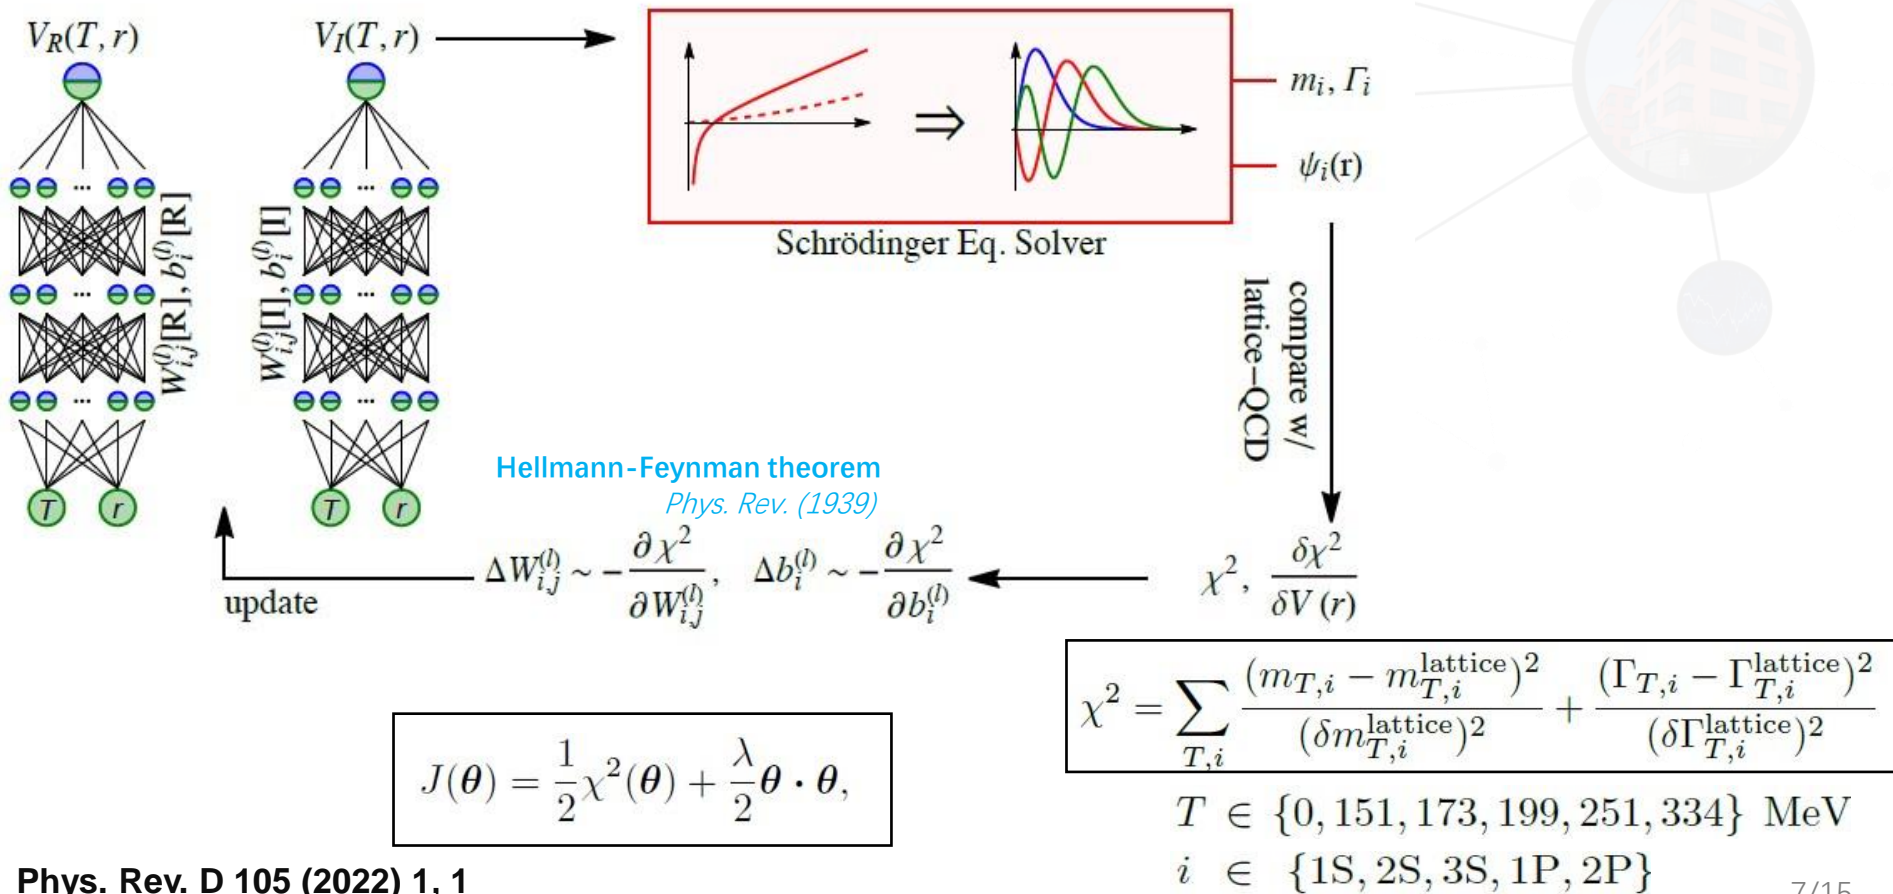 V_R(T, r)
V_I(T, r)
W_{i,j}^{(l)}[R], b_i^{(l)}[R]
W_{i,j}^{(l)}[I], b_i^{(l)}[I]
...
...
...
...
...
...
T
r
T
r
⇒
m_i, Γ_i
ψ_i(r)
Schrödinger Eq. Solver
compare w/
lattice−QCD
Hellmann-Feynman theorem
Phys. Rev. (1939)
ΔW_{i,j}^{(l)} ~ − ∂χ² / ∂W_{i,j}^{(l)}, Δb_i^{(l)} ~ − ∂χ² / ∂b_i^{(l)}
χ², δχ² / δV (r)
update
χ² = ∑_{T,i} (m_{T,i} − m_{T,i}^{lattice})² / (δm_{T,i}^{lattice})² + (Γ_{T,i} − Γ_{T,i}^{lattice})² / (δΓ_{T,i}^{lattice})²
J(θ) = 1/2 χ²(θ) + λ/2 θ · θ,
T ∈ {0, 151, 173, 199, 251, 334} MeV
i ∈ {1S, 2S, 3S, 1P, 2P}
Phys. Rev. D 105 (2022) 1, 1
7/15